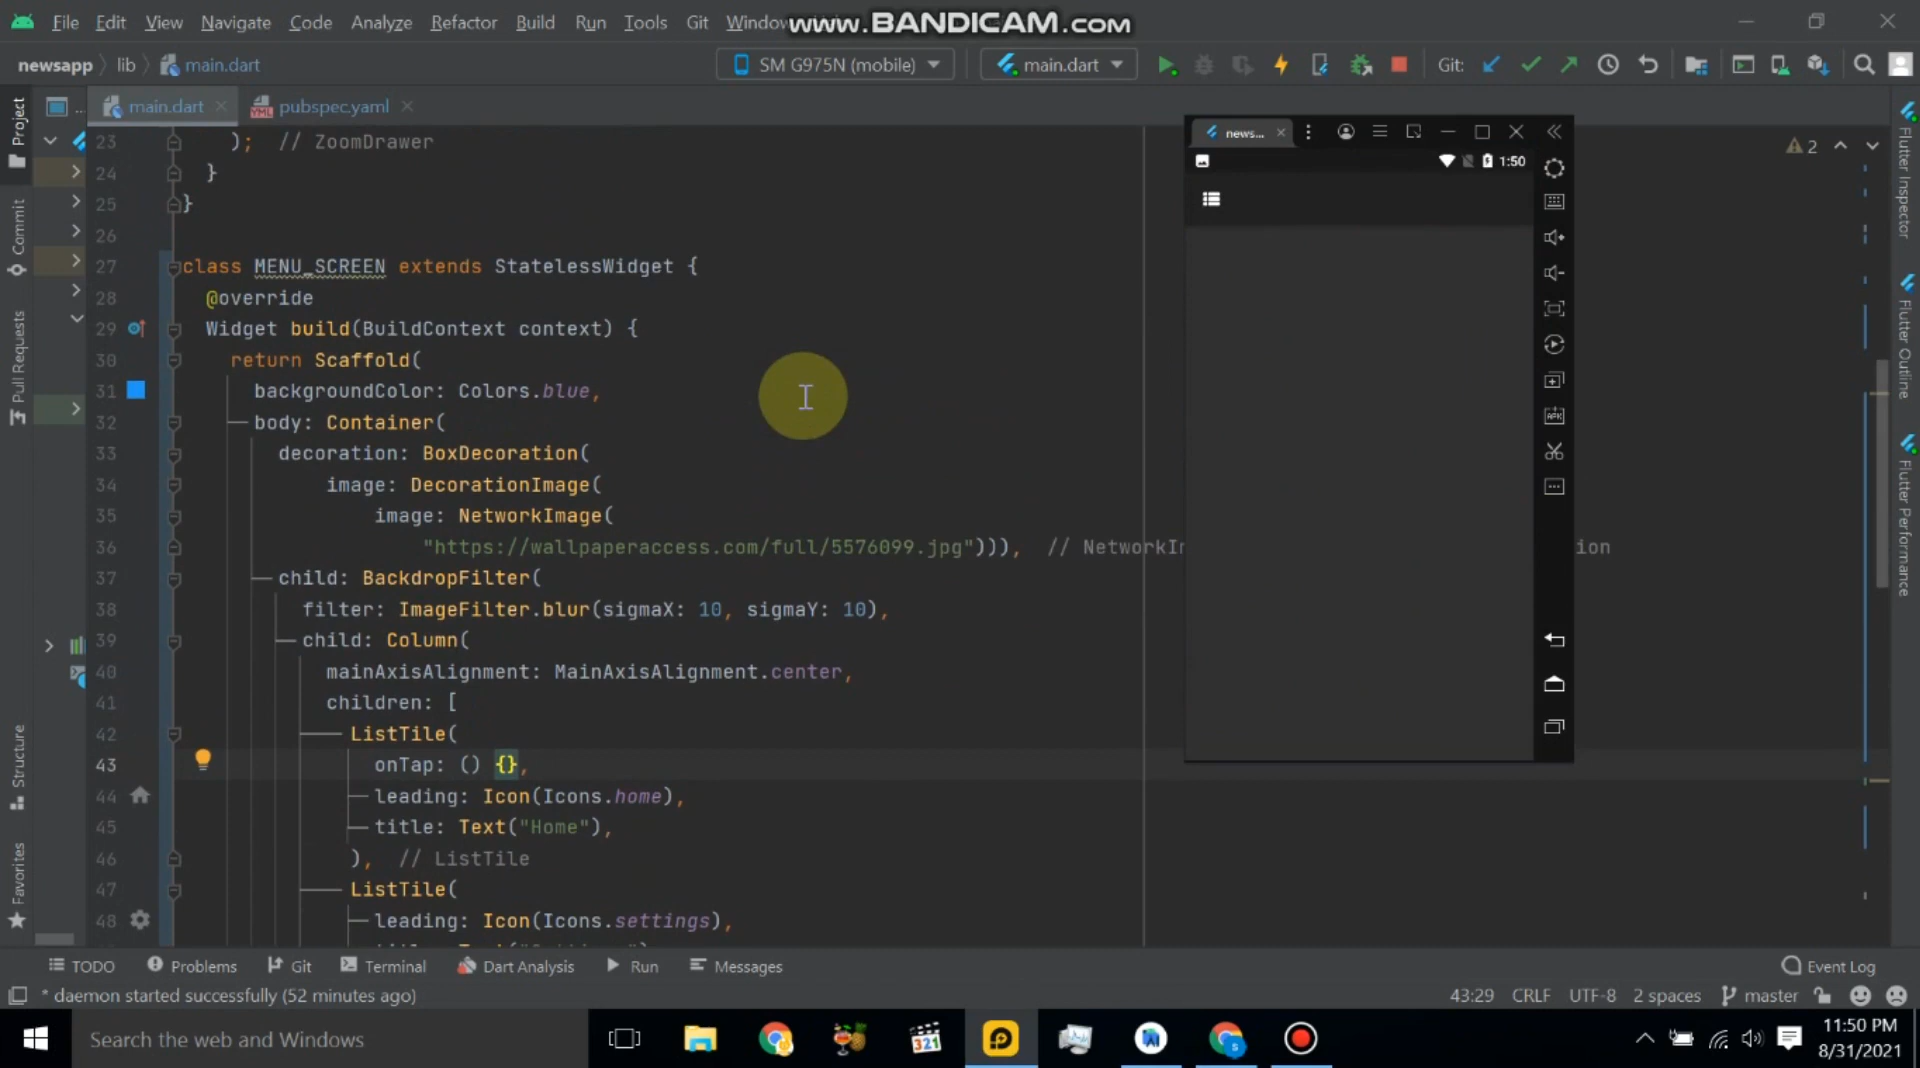 File Edit View Navigate Code Analyze Refactor Build Run Tools Git Window
www.BANDICAM.com
newsapp lib main.dart
SM G975N (mobile)
main.dart
Git:
main.dart
pubspec.yaml
Project
Commit
Pull Requests
Structure
Favorites
23 ); // ZoomDrawer
24 }
25 }
26
27 class MENU_SCREEN extends StatelessWidget {
28 @override
29 Widget build(BuildContext context) {
30 return Scaffold(
31 backgroundColor: Colors.blue,
32 body: Container(
33 decoration: BoxDecoration(
34 image: DecorationImage(
35 image: NetworkImage(
36 "https://wallpaperaccess.com/full/5576099.jpg"))), // NetworkIn
ion
37 child: BackdropFilter(
38 filter: ImageFilter.blur(sigmaX: 10, sigmaY: 10),
39 child: Column(
40 mainAxisAlignment: MainAxisAlignment.center,
41 children: [
42 ListTile(
43 onTap: () {},
44 leading: Icon(Icons.home),
45 title: Text("Home"),
46 ), // ListTile
47 ListTile(
48 leading: Icon(Icons.settings),
news...
1:50
APK
2
Flutter Inspector
Flutter Outline
Flutter Performance
TODO Problems Git Terminal Dart Analysis Run Messages
Event Log
* daemon started successfully (52 minutes ago)
43:29 CRLF UTF-8 2 spaces master
Search the web and Windows
321
11:50 PM
8/31/2021